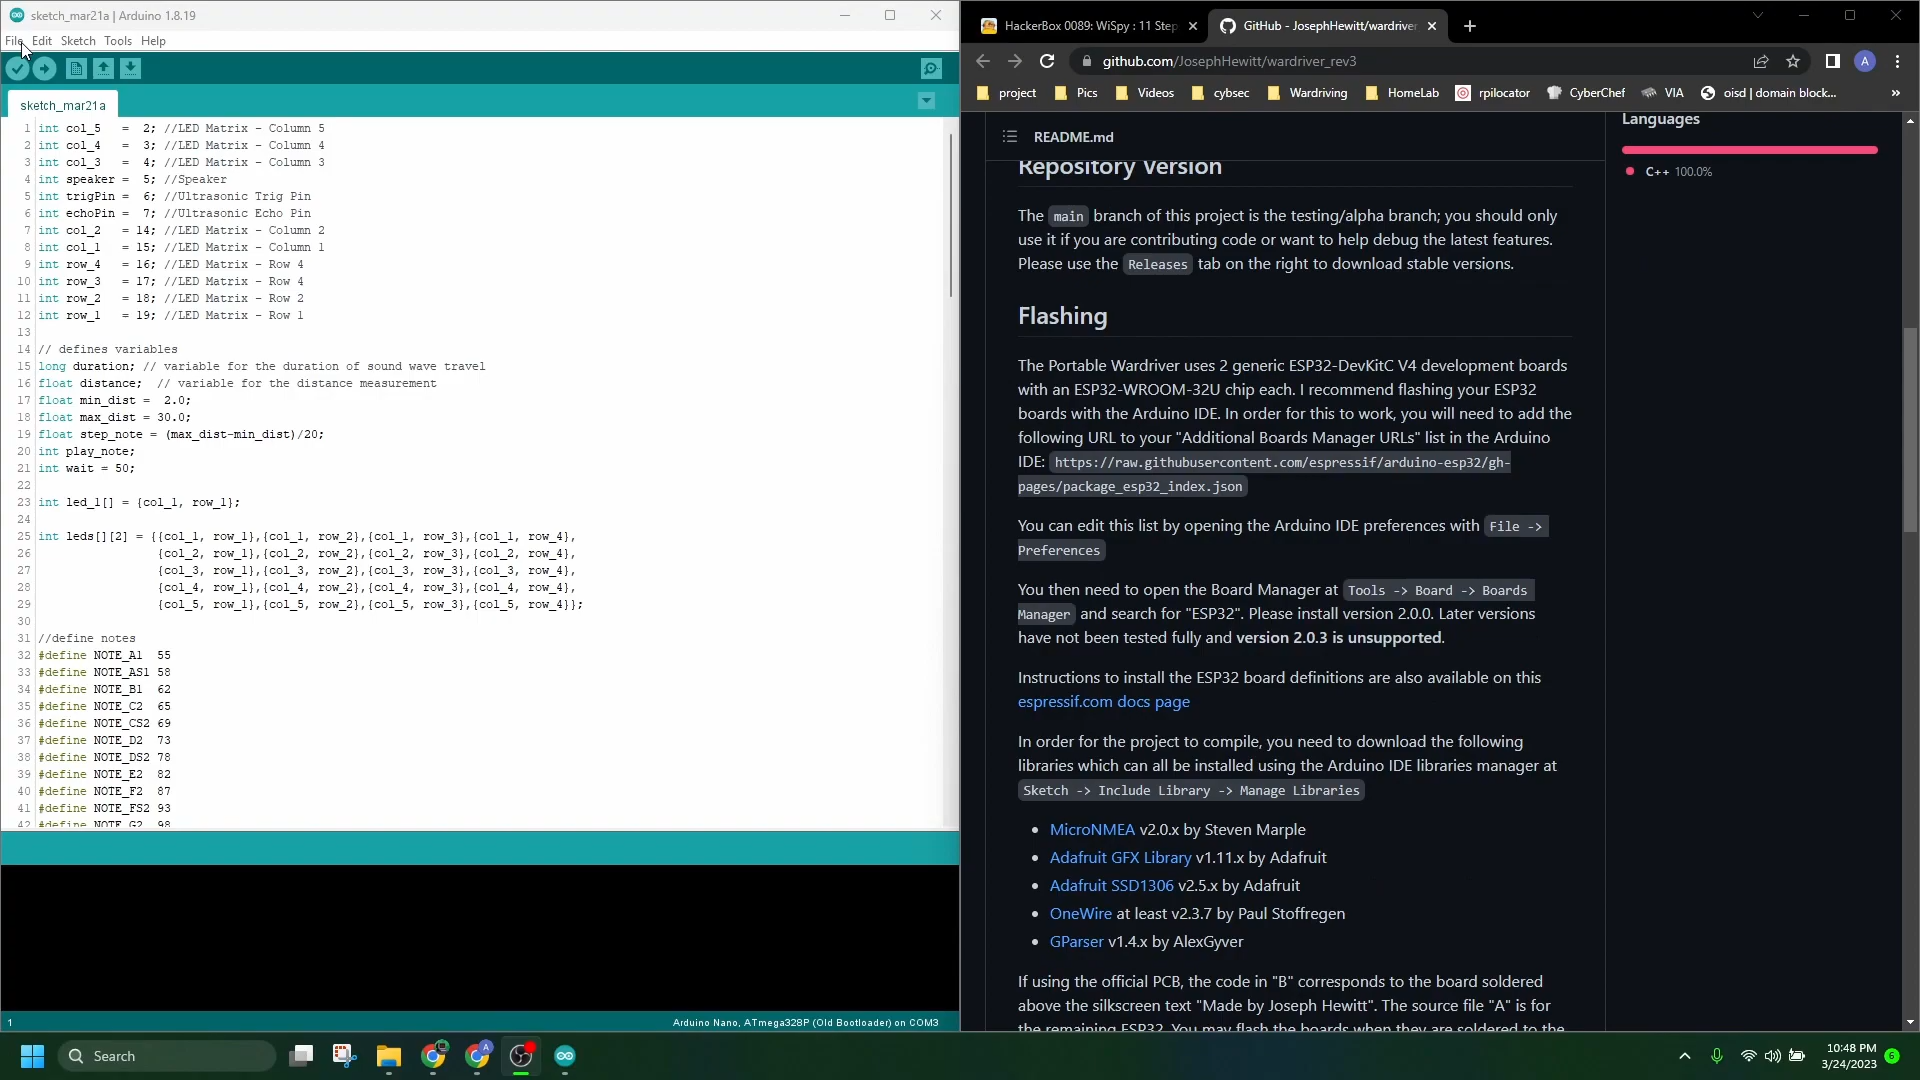 sketch_mar21a | Arduino 1.8.19
File Edit Sketch Tools Help
sketch_mar21a
1 int col_5   =  2; //LED Matrix - Column 5
2 int col_4   =  3; //LED Matrix - Column 4
3 int col_3   =  4; //LED Matrix - Column 3
4 int speaker =  5; //Speaker
5 int trigPin =  6; //Ultrasonic Trig Pin
6 int echoPin =  7; //Ultrasonic Echo Pin
7 int col_2   = 14; //LED Matrix - Column 2
8 int col_1   = 15; //LED Matrix - Column 1
9 int row_4   = 16; //LED Matrix - Row 4
10 int row_3   = 17; //LED Matrix - Row 4
11 int row_2   = 18; //LED Matrix - Row 2
12 int row_1   = 19; //LED Matrix - Row 1
13
14 // defines variables
15 long duration; // variable for the duration of sound wave travel
16 float distance;  // variable for the distance measurement
17 float min_dist =  2.0;
18 float max_dist = 30.0;
19 float step_note = (max_dist-min_dist)/20;
20 int play_note;
21 int wait = 50;
22
23 int led_1[] = {col_1, row_1};
24
25 int leds[][2] = {{col_1, row_1},{col_1, row_2},{col_1, row_3},{col_1, row_4},
26 {col_2, row_1},{col_2, row_2},{col_2, row_3},{col_2, row_4},
27 {col_3, row_1},{col_3, row_2},{col_3, row_3},{col_3, row_4},
28 {col_4, row_1},{col_4, row_2},{col_4, row_3},{col_4, row_4},
29 {col_5, row_1},{col_5, row_2},{col_5, row_3},{col_5, row_4}};
30
31 //define notes
32 #define NOTE_A1  55
33 #define NOTE_AS1 58
34 #define NOTE_B1  62
35 #define NOTE_C2  65
36 #define NOTE_CS2 69
37 #define NOTE_D2  73
38 #define NOTE_DS2 78
39 #define NOTE_E2  82
40 #define NOTE_F2  87
41 #define NOTE_FS2 93
42 #define NOTE_G2  98
1
Arduino Nano, ATmega328P (Old Bootloader) on COM3
HackerBox 0089: WiSpy : 11 Step
GitHub - JosephHewitt/wardriver
github.com/JosephHewitt/wardriver_rev3
A
project Pics Videos cybsec Wardriving HomeLab rpilocator CyberChef VIA oisd | domain block... »
README.md
Repository Version
The main branch of this project is the testing/alpha branch; you should only
use it if you are contributing code or want to help debug the latest features.
Please use the Releases tab on the right to download stable versions.
Flashing
The Portable Wardriver uses 2 generic ESP32-DevKitC V4 development boards
with an ESP32-WROOM-32U chip each. I recommend flashing your ESP32
boards with the Arduino IDE. In order for this to work, you will need to add the
following URL to your "Additional Boards Manager URLs" list in the Arduino
IDE: https://raw.githubusercontent.com/espressif/arduino-esp32/gh-
pages/package_esp32_index.json
You can edit this list by opening the Arduino IDE preferences with File ->
Preferences
You then need to open the Board Manager at Tools -> Board -> Boards
Manager and search for "ESP32". Please install version 2.0.0. Later versions
have not been tested fully and version 2.0.3 is unsupported.
Instructions to install the ESP32 board definitions are also available on this
espressif.com docs page
In order for the project to compile, you need to download the following
libraries which can all be installed using the Arduino IDE libraries manager at
Sketch -> Include Library -> Manage Libraries
• MicroNMEA v2.0.x by Steven Marple
• Adafruit GFX Library v1.11.x by Adafruit
• Adafruit SSD1306 v2.5.x by Adafruit
• OneWire at least v2.3.7 by Paul Stoffregen
• GParser v1.4.x by AlexGyver
If using the official PCB, the code in "B" corresponds to the board soldered
above the silkscreen text "Made by Joseph Hewitt". The source file "A" is for
the remaining ESP32. You may flash the boards when they are soldered to the
Languages
C++ 100.0%
Search
A
10:48 PM
3/24/2023
6